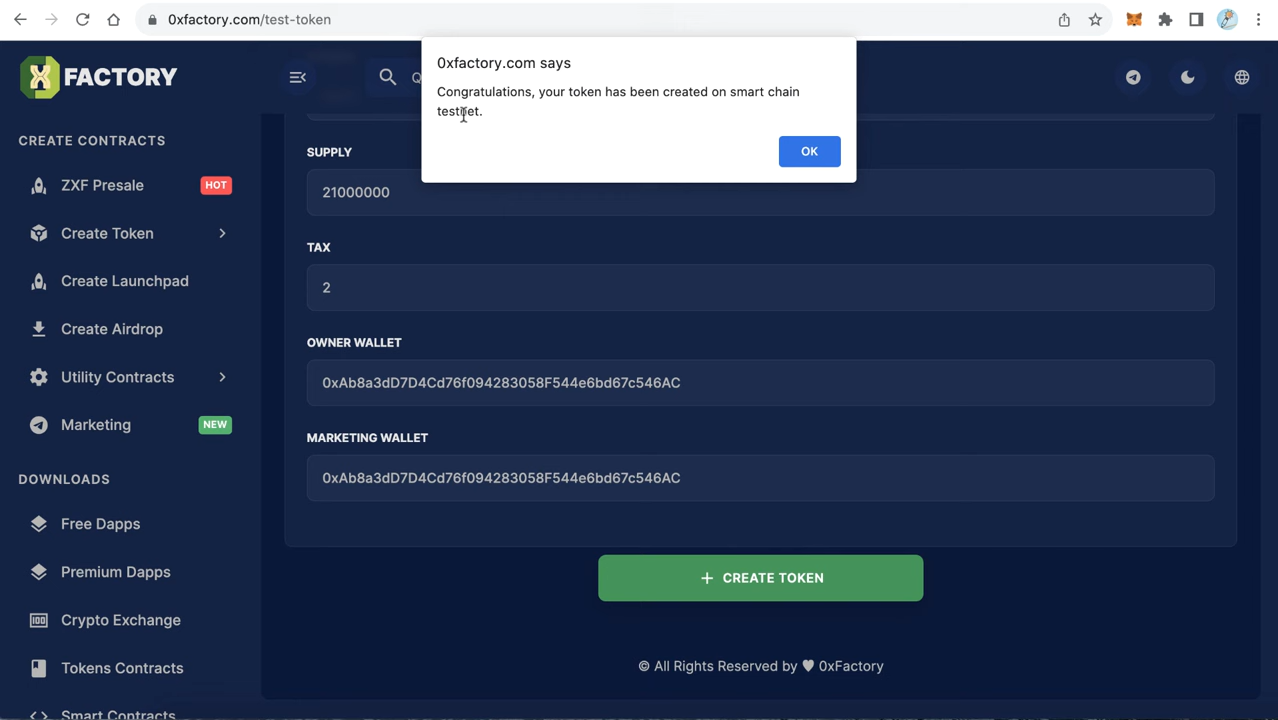 0xfactory.com/test-token
0xfactory.com says
Congratulations, your token has been created on smart chain
testnet.
OK
FACTORY
Q
CREATE CONTRACTS
ZXF Presale HOT
Create Token
Create Launchpad
Create Airdrop
Utility Contracts
Marketing NEW
DOWNLOADS
Free Dapps
Premium Dapps
Crypto Exchange
Tokens Contracts
Smart Contracts
SUPPLY
21000000
TAX
2
OWNER WALLET
0xAb8a3dD7D4Cd76f094283058F544e6bd67c546AC
MARKETING WALLET
0xAb8a3dD7D4Cd76f094283058F544e6bd67c546AC
+ CREATE TOKEN
© All Rights Reserved by ♥ 0xFactory